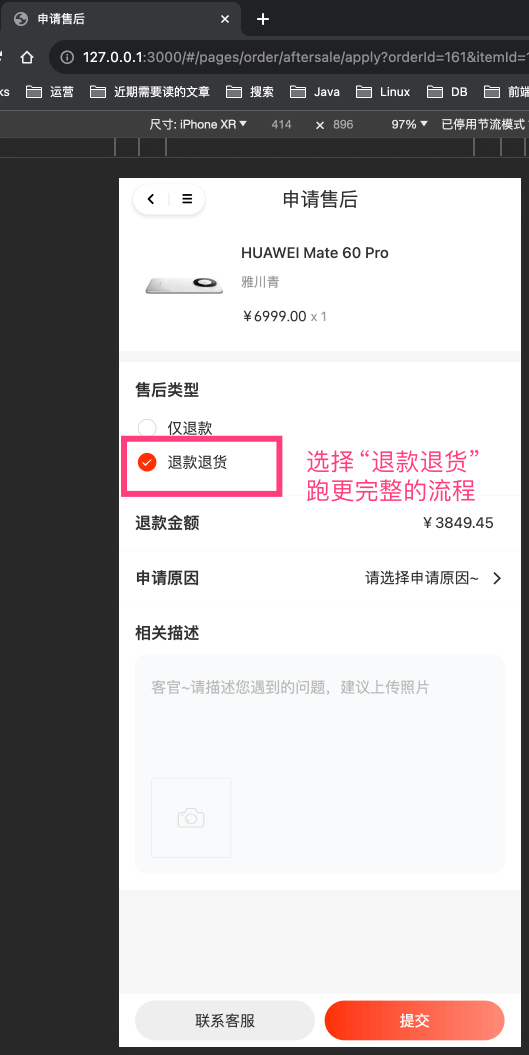 申请售后
127.0.0.1:3000/#/pages/order/aftersale/apply?orderId=161&itemId=
运营
近期需要读的文章
搜索
Java
Linux
DB
前端
尺寸: iPhone XR
414
×
896
97%
已停用节流模式
申请售后
HUAWEI Mate 60 Pro
雅川青
¥6999.00 x 1
售后类型
仅退款
退款退货
选择“退款退货”
跑更完整的流程
退款金额
¥3849.45
申请原因
请选择申请原因~
相关描述
客官~请描述您遇到的问题，建议上传照片
联系客服
提交